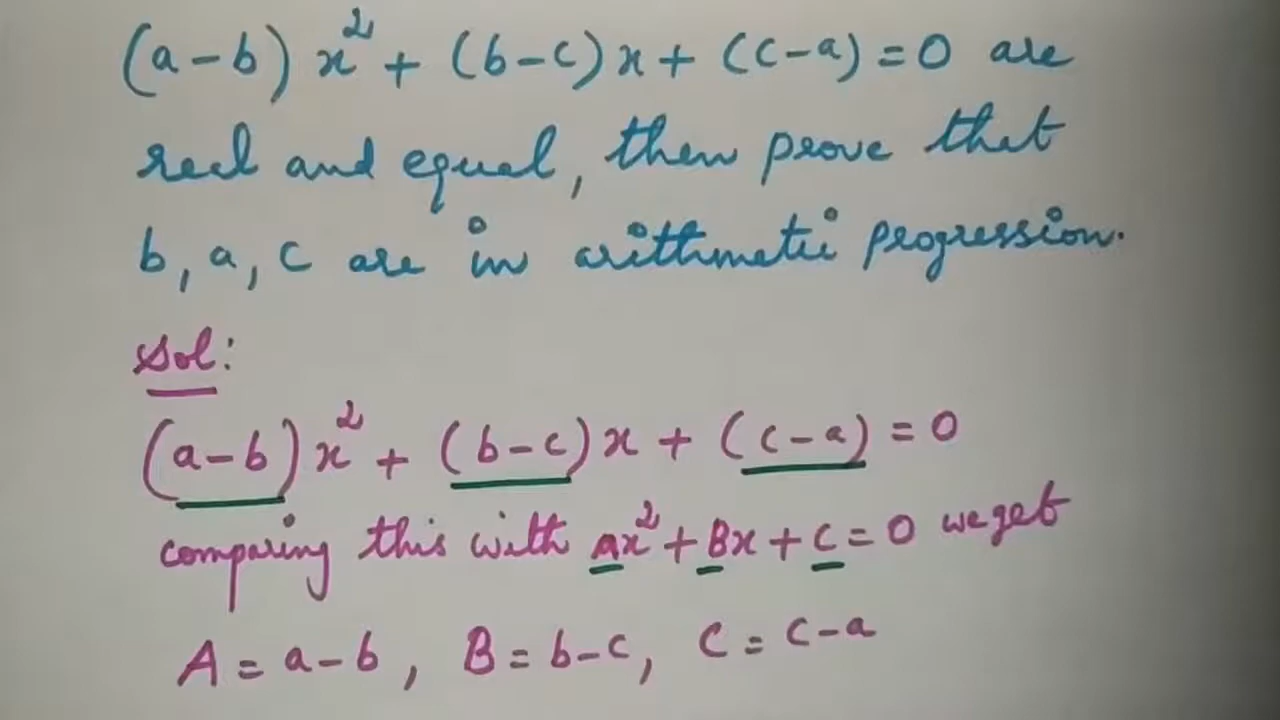 (a-b) x² + (b-c)x + (c-a) = 0 are
real and equal, then prove that
b, a, c are in arithmetic progression.
Sol:
(a-b)x² + (b-c)x + (c-a) = 0
comparing this with ax² + Bx + C = 0 we get
A = a-b, B = b-c, C = c-a